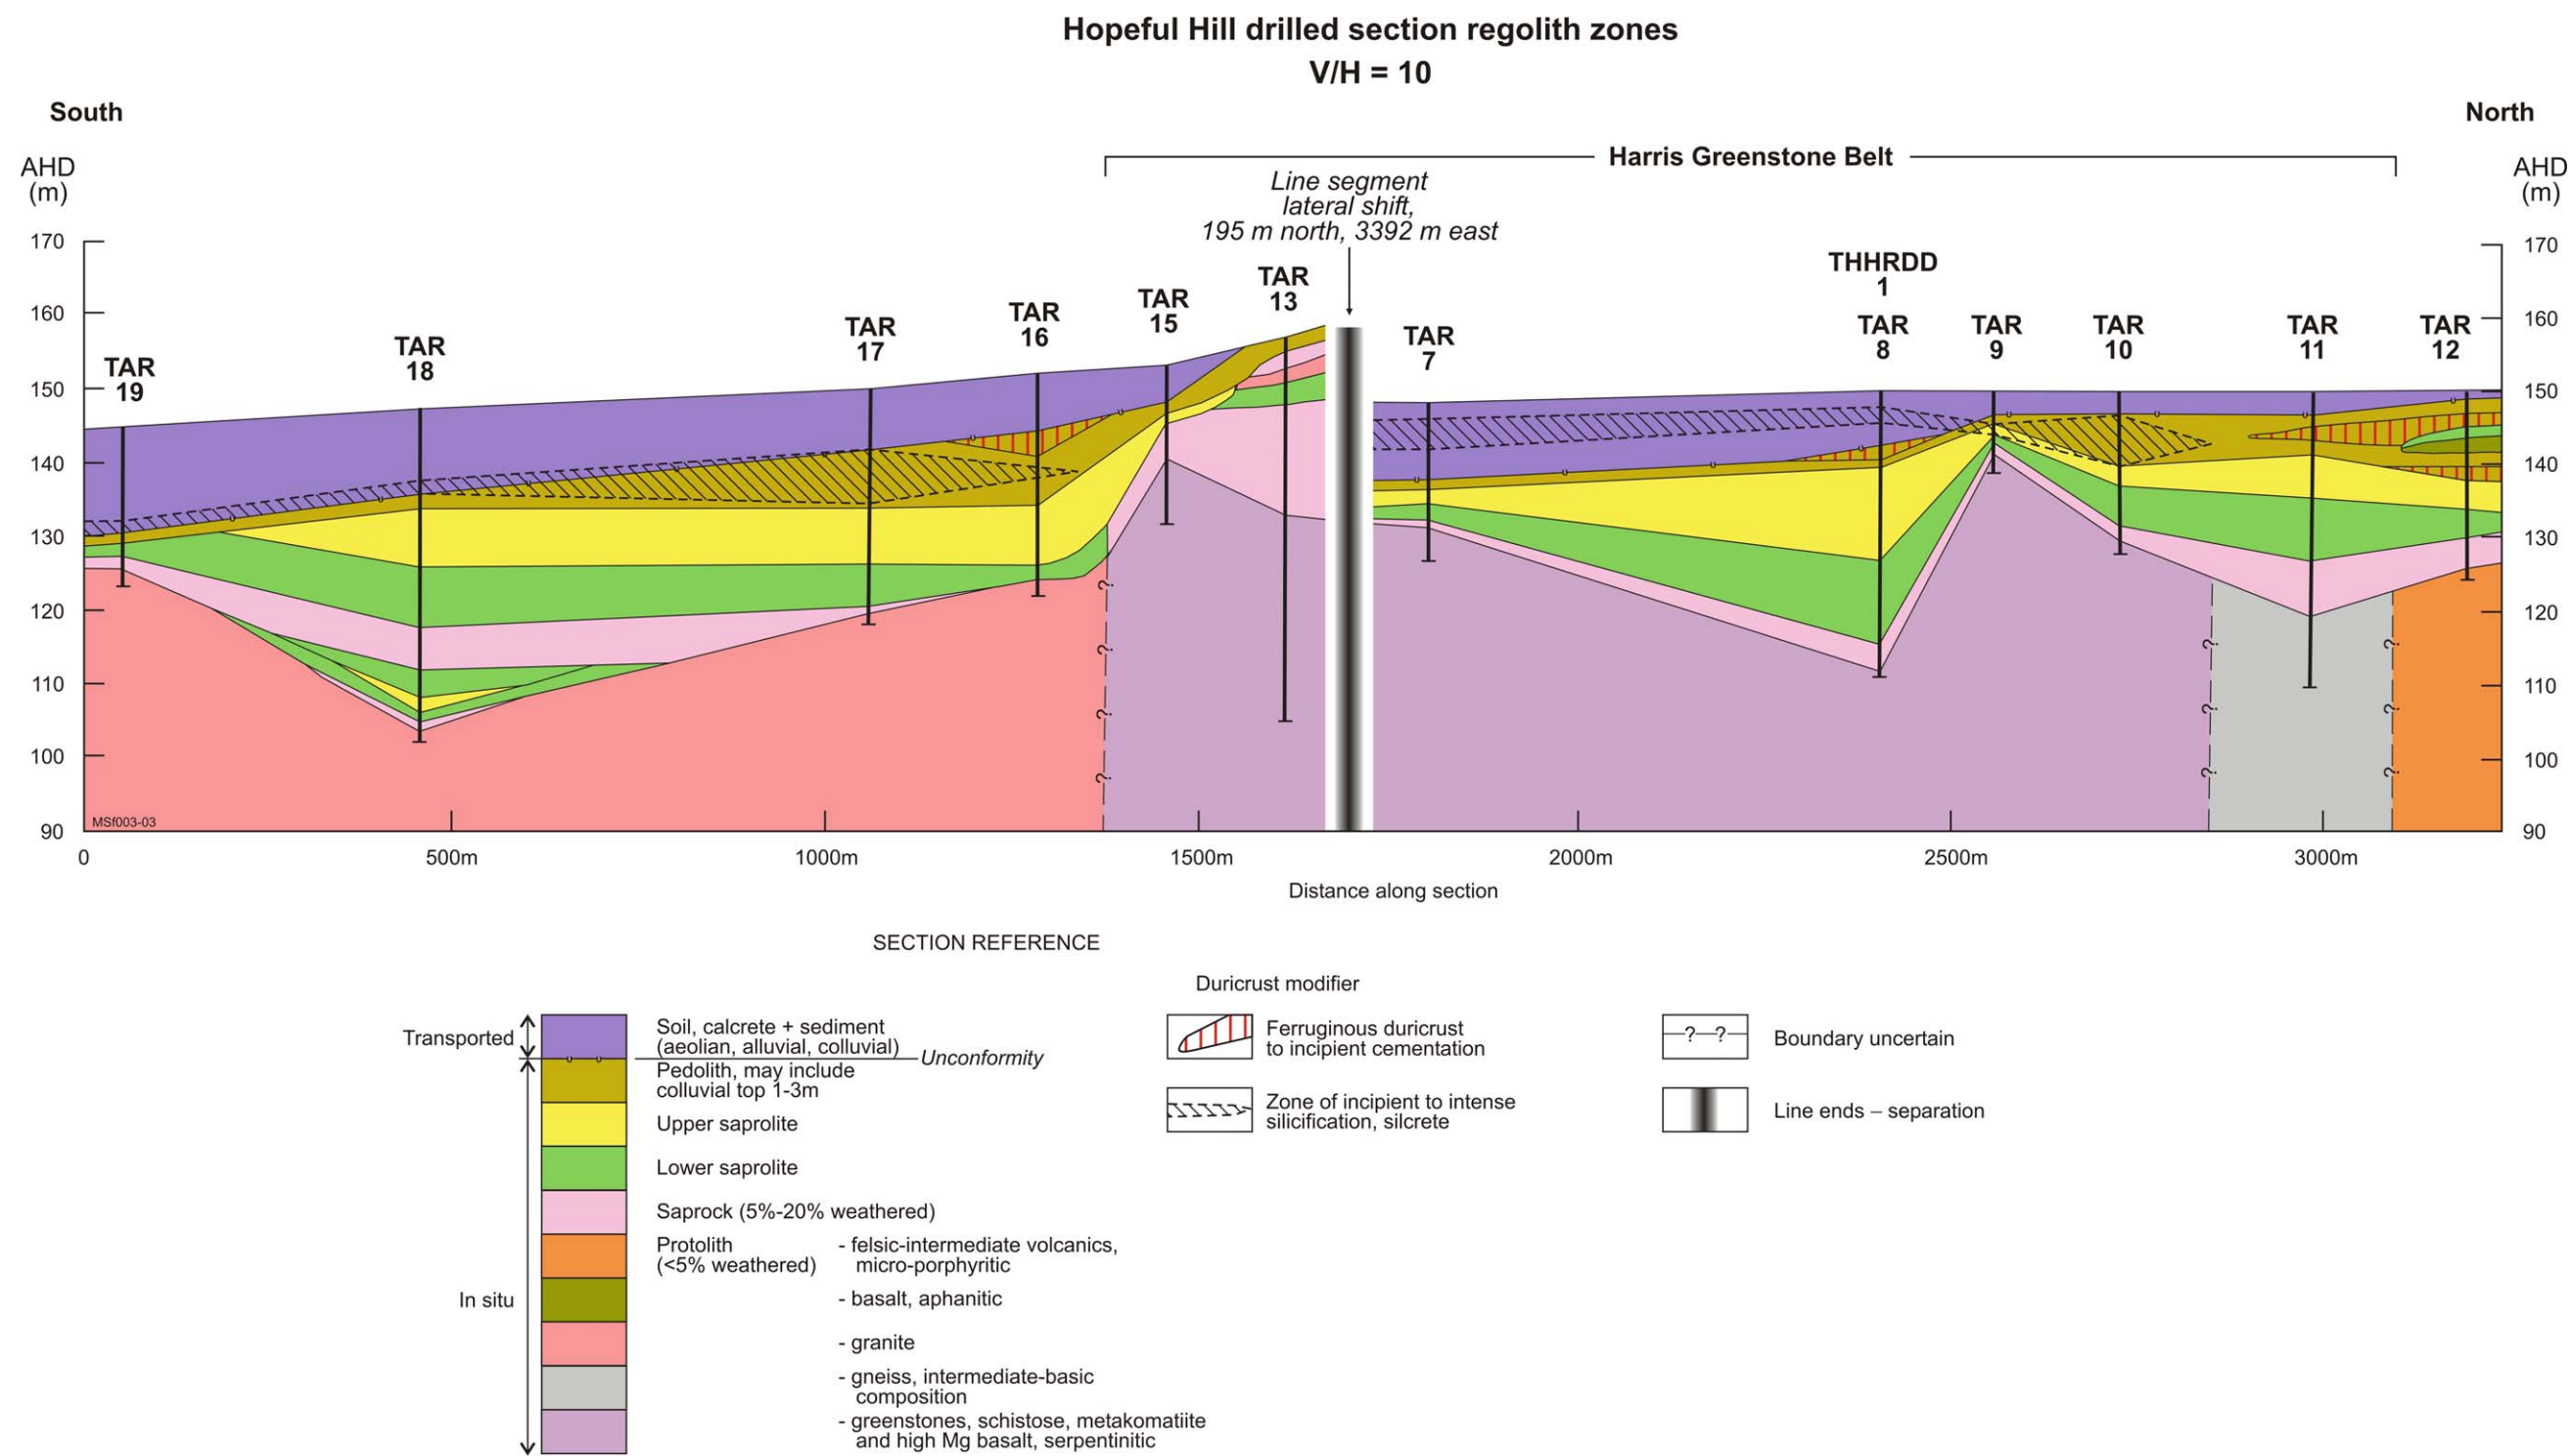 Hopeful Hill drilled section regolith zones
V/H = 10
South
North
AHD
(m)
AHD
(m)
Harris Greenstone Belt
Line segment
lateral shift,
195 m north, 3392 m east
TAR
19
TAR
18
TAR
17
TAR
16
TAR
15
TAR
13
TAR
7
THHRDD
1
TAR
8
TAR
9
TAR
10
TAR
11
TAR
12
170
160
150
140
130
120
110
100
90
170
160
150
140
130
120
110
100
90
?
?
?
?
?
?
?
?
?
?
MSf003-03
0
500m
1000m
1500m
2000m
2500m
3000m
Distance along section
SECTION REFERENCE
Transported
In situ
Soil, calcrete + sediment
(aeolian, alluvial, colluvial)
Unconformity
Pedolith, may include
colluvial top 1-3m
Upper saprolite
Lower saprolite
Saprock (5%-20% weathered)
Protolith
(<5% weathered)
- felsic-intermediate volcanics,
micro-porphyritic
- basalt, aphanitic
- granite
- gneiss, intermediate-basic
composition
- greenstones, schistose, metakomatiite
and high Mg basalt, serpentinitic
Duricrust modifier
Ferruginous duricrust
to incipient cementation
Zone of incipient to intense
silicification, silcrete
?—?
Boundary uncertain
Line ends – separation